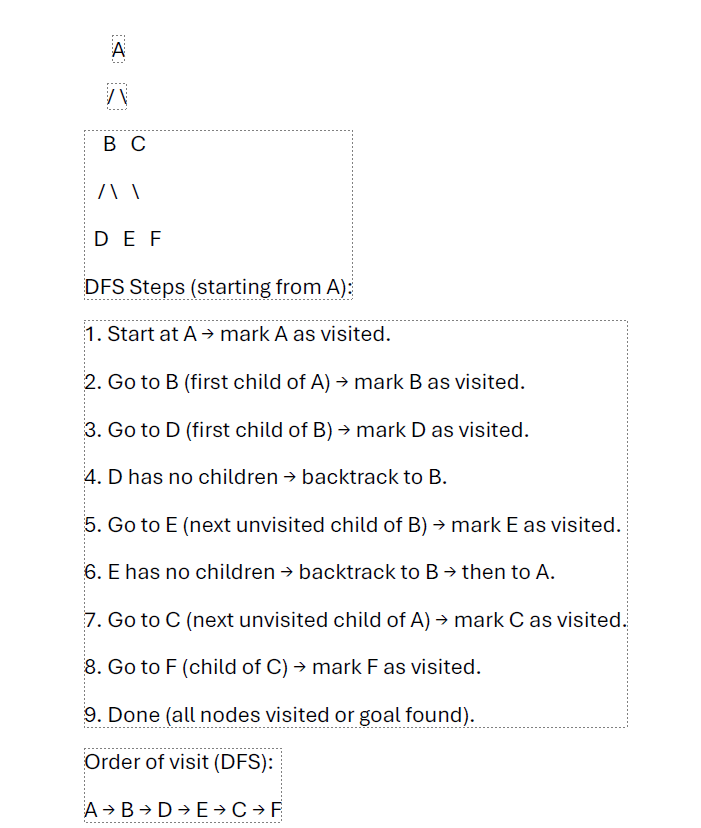 A
/ \
B C
/ \ \
D E F
DFS Steps (starting from A):
1. Start at A → mark A as visited.
2. Go to B (first child of A) → mark B as visited.
3. Go to D (first child of B) → mark D as visited.
4. D has no children → backtrack to B.
5. Go to E (next unvisited child of B) → mark E as visited.
6. E has no children → backtrack to B → then to A.
7. Go to C (next unvisited child of A) → mark C as visited.
8. Go to F (child of C) → mark F as visited.
9. Done (all nodes visited or goal found).
Order of visit (DFS):
A → B → D → E → C → F